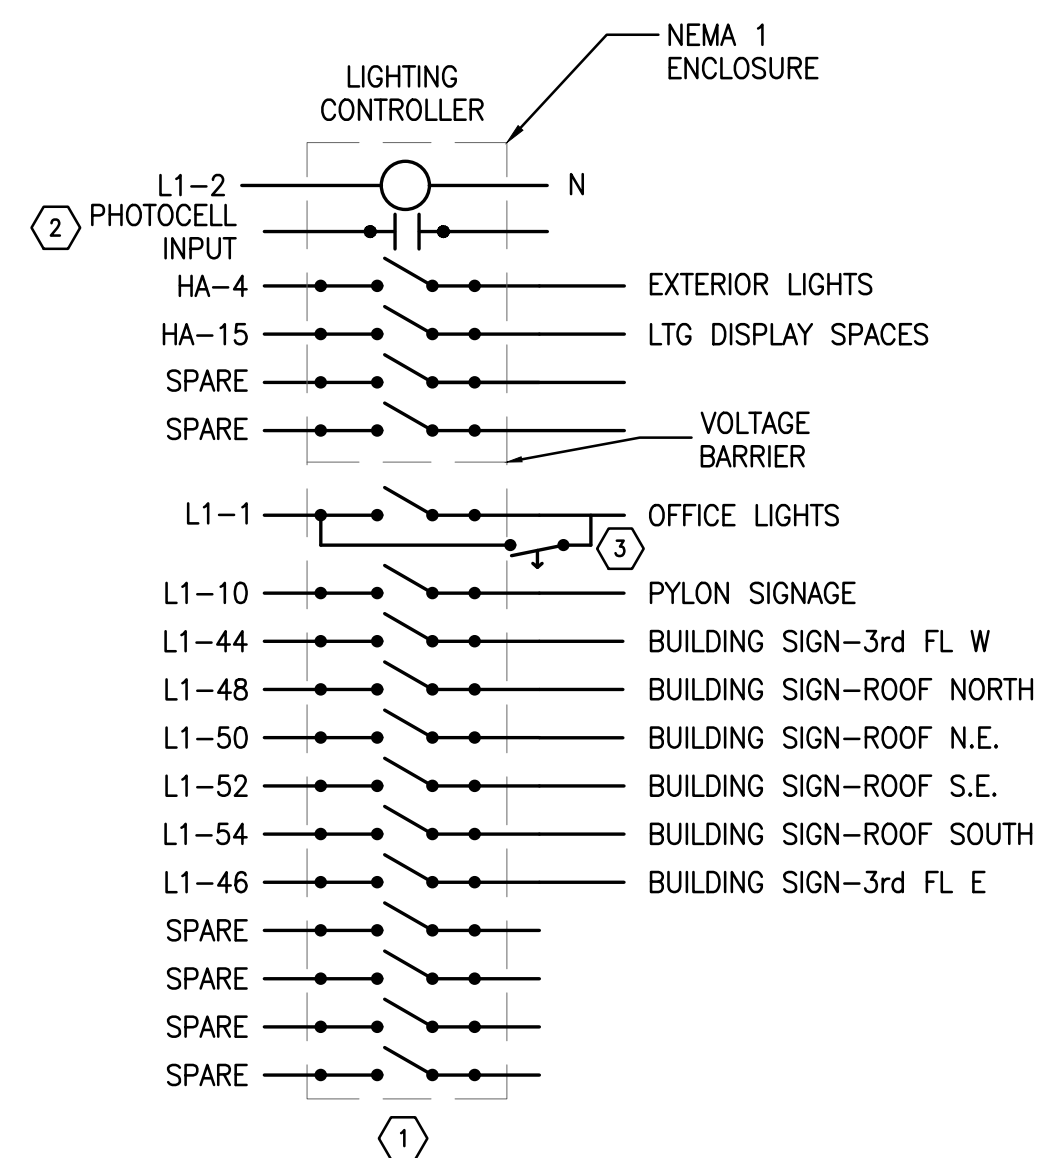 NEMA 1
ENCLOSURE
LIGHTING
CONTROLLER
L1-2
N
2
PHOTOCELL
INPUT
HA-4
EXTERIOR LIGHTS
HA-15
LTG DISPLAY SPACES
SPARE
SPARE
VOLTAGE
BARRIER
L1-1
OFFICE LIGHTS
3
L1-10
PYLON SIGNAGE
L1-44
BUILDING SIGN-3rd FL W
L1-48
BUILDING SIGN-ROOF NORTH
L1-50
BUILDING SIGN-ROOF N.E.
L1-52
BUILDING SIGN-ROOF S.E.
L1-54
BUILDING SIGN-ROOF SOUTH
L1-46
BUILDING SIGN-3rd FL E
SPARE
SPARE
SPARE
SPARE
1